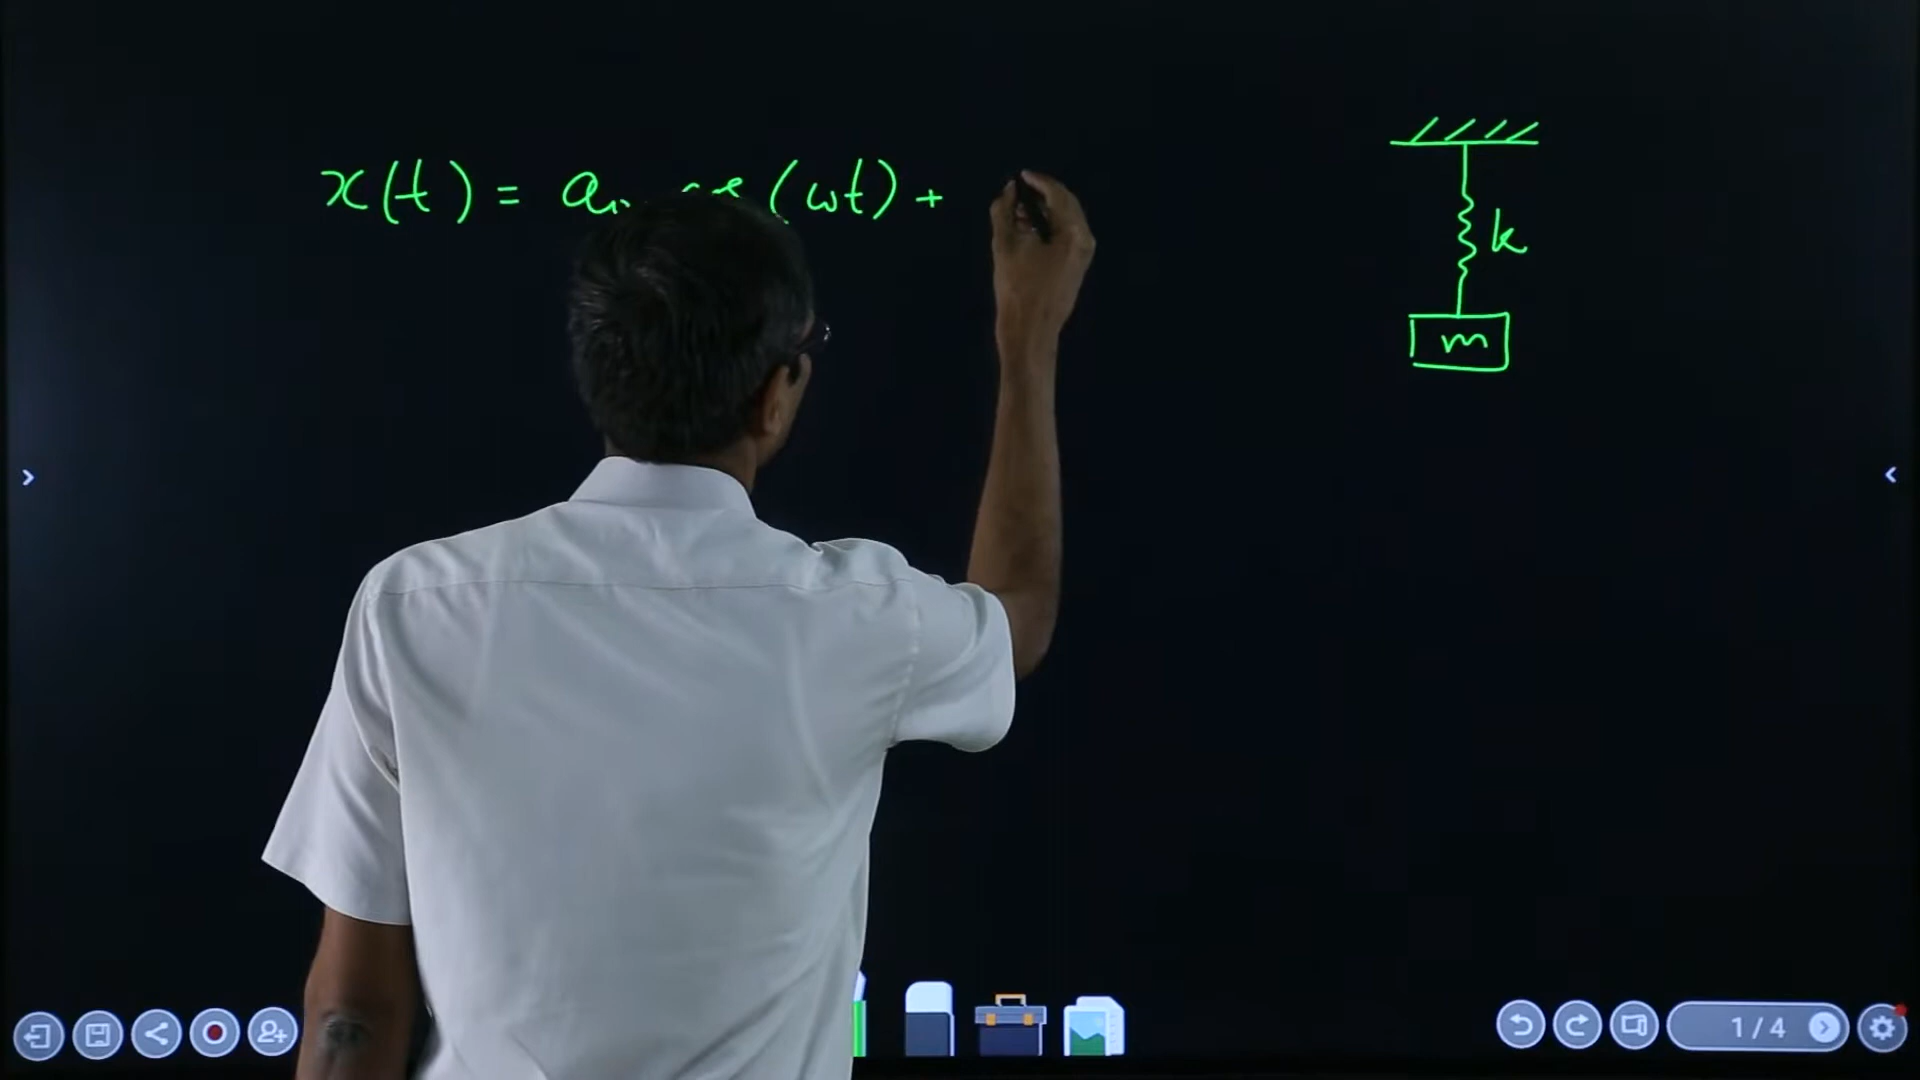 x(t) = a (ωt) +
k
m
1/4